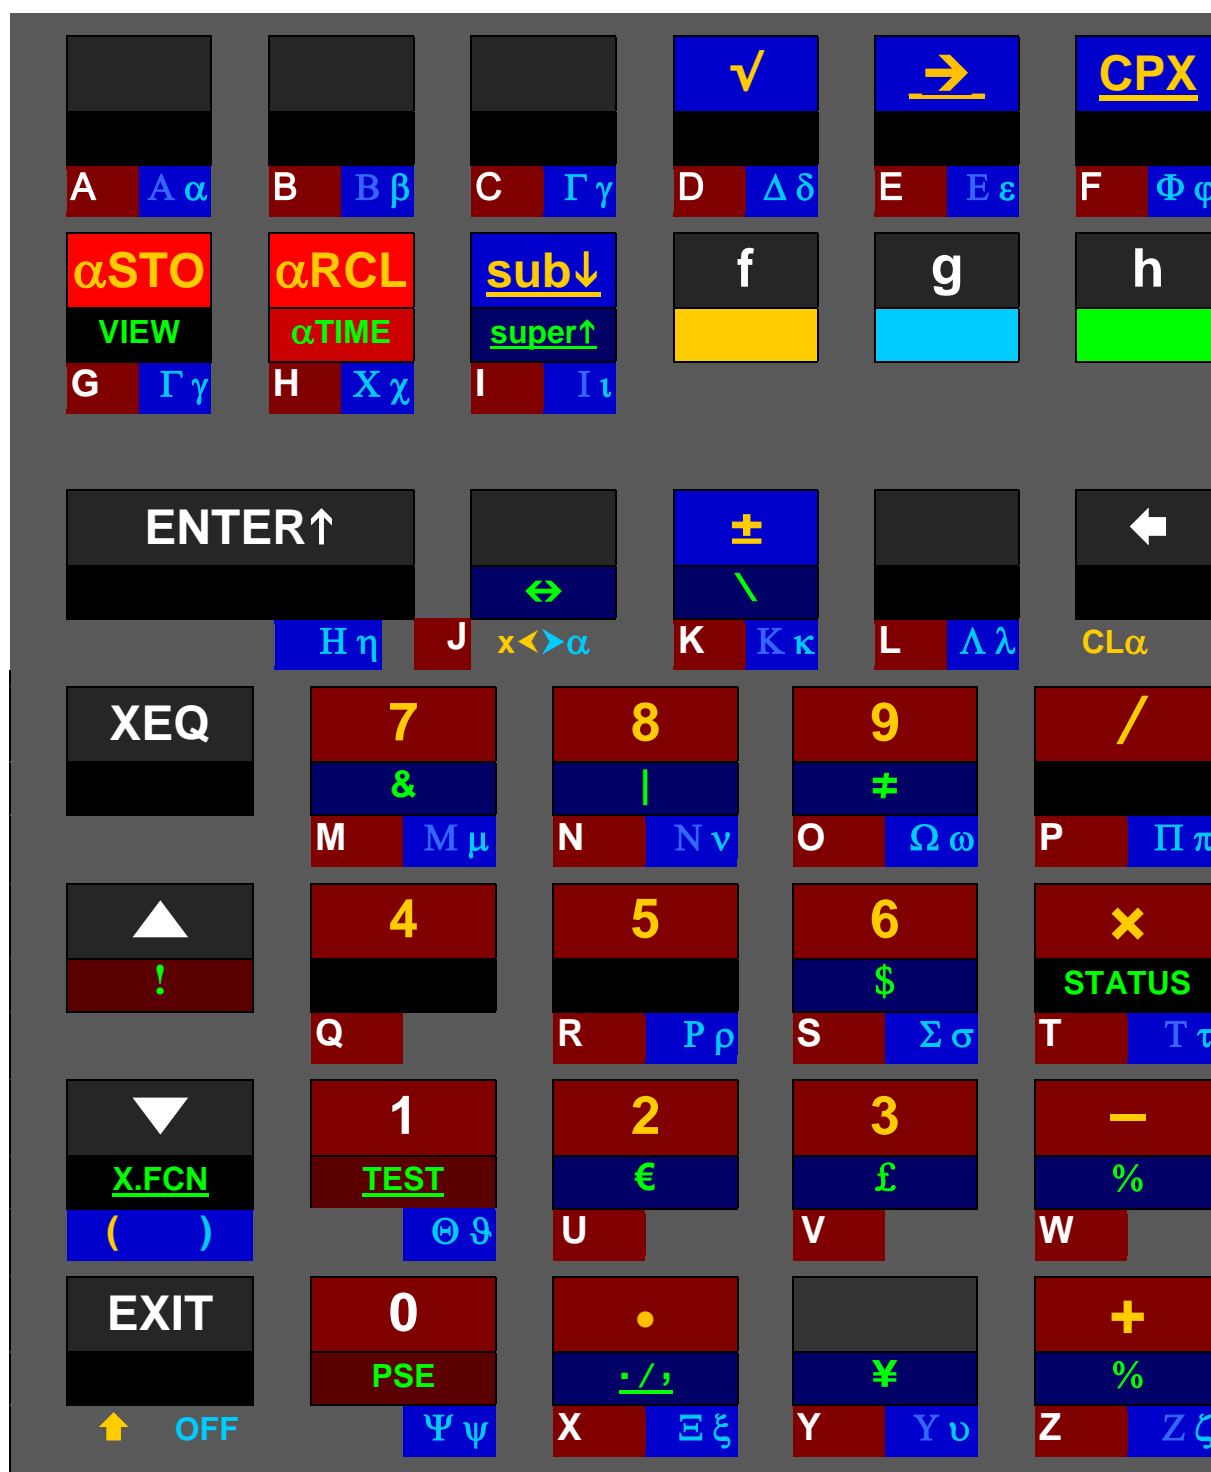 √ → CPX
A Α α B Β β C Γ γ D Δ δ E Ε ε F Φ φ
αSTO αRCL sub↓ f g h
VIEW αTIME super↑
G Γ γ H Χ χ I Ι ι
ENTER↑ ± 🡄
↔ \
Η η J x<>α K Κ κ L Λ λ CLα
XEQ 7 8 9 /
& | ≠
M Μ μ N Ν ν O Ω ω P Π π
▲ 4 5 6 ×
! $ STATUS
Q R Ρ ρ S Σ σ T Τ τ
▼ 1 2 3 −
X.FCN TEST € £ %
( ) Θ ϑ U V W
EXIT 0 • +
PSE ./, ¥ %
🡅 OFF Ψ ψ X Ξ ξ Y Υ υ Z Ζ ζ